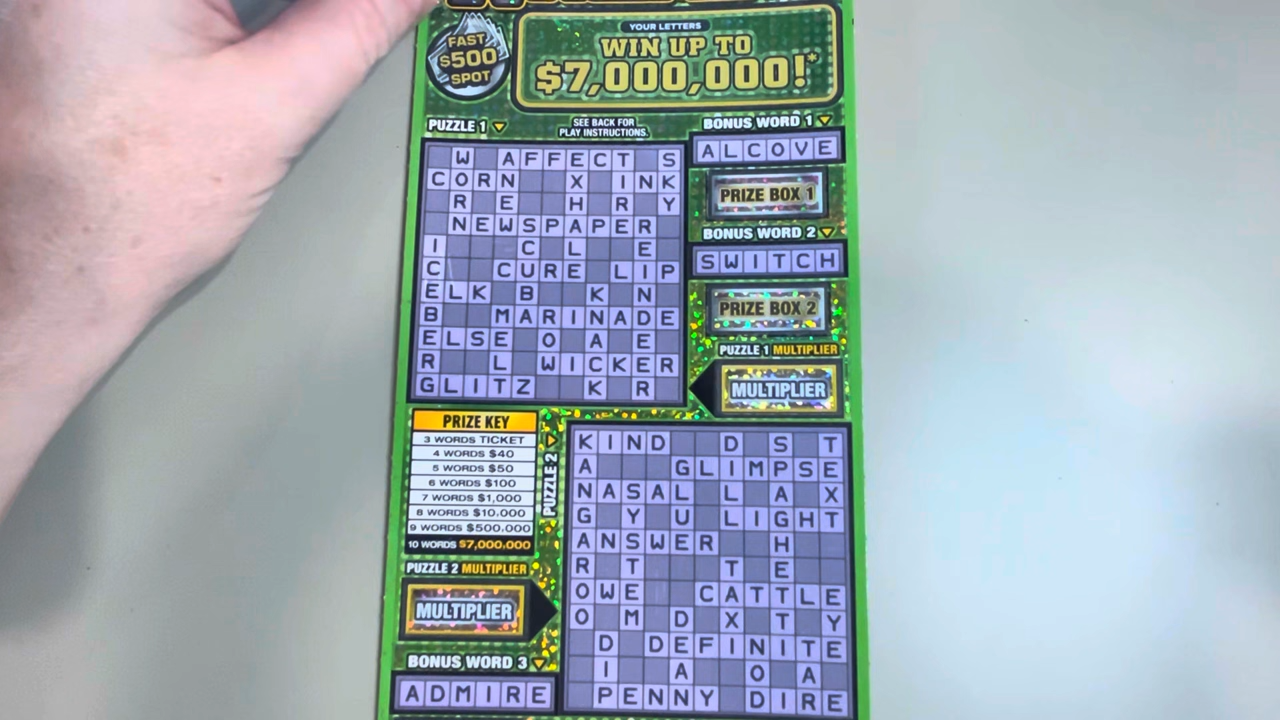 FAST
$500
SPOT
YOUR LETTERS
WIN UP TO
$7,000,000!*
PUZZLE 1
SEE BACK FOR
PLAY INSTRUCTIONS.
BONUS WORD 1
ALCOVE
PRIZE BOX 1
BONUS WORD 2
SWITCH
PRIZE BOX 2
PUZZLE 1 MULTIPLIER
MULTIPLIER
W AFFECT S
CORN X INK
R E H R Y
NEWSPAPER
I C L E
C CURE LIP
ELK B K N
B MARINADE
ELSE O A E
R L WICKER
GLITZ K R
PRIZE KEY
3 WORDS TICKET
4 WORDS $40
5 WORDS $50
6 WORDS $100
7 WORDS $1,000
8 WORDS $10,000
9 WORDS $500,000
10 WORDS $7,000,000
PUZZLE 2
PUZZLE 2 MULTIPLIER
MULTIPLIER
KIND D S T
A GLIMPSE
NASAL L A X
G Y U LIGHT
ANSWER H
R T T E
OWE CATTLE
O M D X T Y
D DEFINITE
I A O A
PENNY DIRE
BONUS WORD 3
ADMIRE